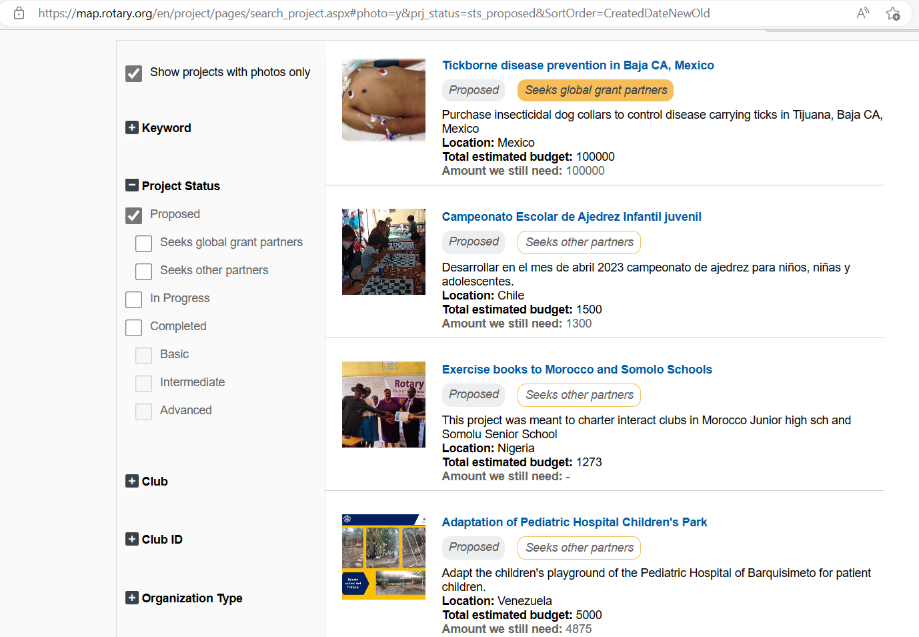 https://map.rotary.org/en/project/pages/search_project.aspx#photo=y&prj_status=sts_proposed&SortOrder=CreatedDateNewOld
Show projects with photos only
Keyword
Project Status
Proposed
Seeks global grant partners
Seeks other partners
In Progress
Completed
Basic
Intermediate
Advanced
Club
Club ID
Organization Type
Tickborne disease prevention in Baja CA, Mexico
Proposed Seeks global grant partners
Purchase insecticidal dog collars to control disease carrying ticks in Tijuana, Baja CA,
Mexico
Location: Mexico
Total estimated budget: 100000
Amount we still need: 100000
Campeonato Escolar de Ajedrez Infantil juvenil
Proposed Seeks other partners
Desarrollar en el mes de abril 2023 campeonato de ajedrez para niños, niñas y
adolescentes.
Location: Chile
Total estimated budget: 1500
Amount we still need: 1300
Rotary
Exercise books to Morocco and Somolo Schools
Proposed Seeks other partners
This project was meant to charter interact clubs in Morocco Junior high sch and
Somolu Senior School
Location: Nigeria
Total estimated budget: 1273
Amount we still need: -
Adaptation of Pediatric Hospital Children's Park
Proposed Seeks other partners
Adapt the children's playground of the Pediatric Hospital of Barquisimeto for patient
children.
Location: Venezuela
Total estimated budget: 5000
Amount we still need: 4875